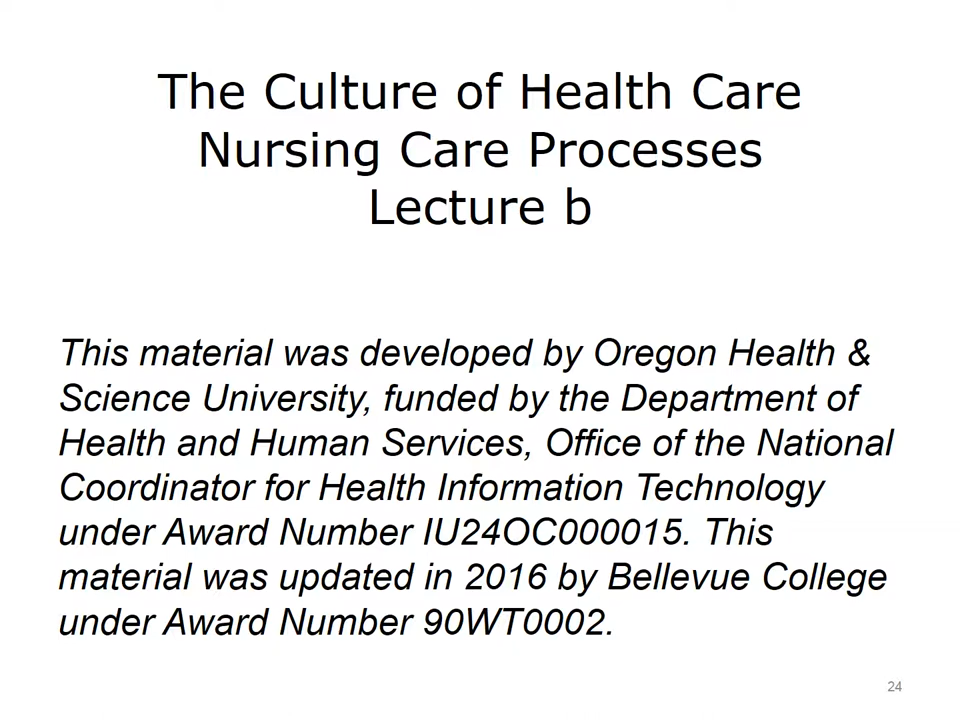 The Culture of Health Care
Nursing Care Processes
Lecture b
This material was developed by Oregon Health &
Science University, funded by the Department of
Health and Human Services, Office of the National
Coordinator for Health Information Technology
under Award Number IU24OC000015. This
material was updated in 2016 by Bellevue College
under Award Number 90WT0002.
24